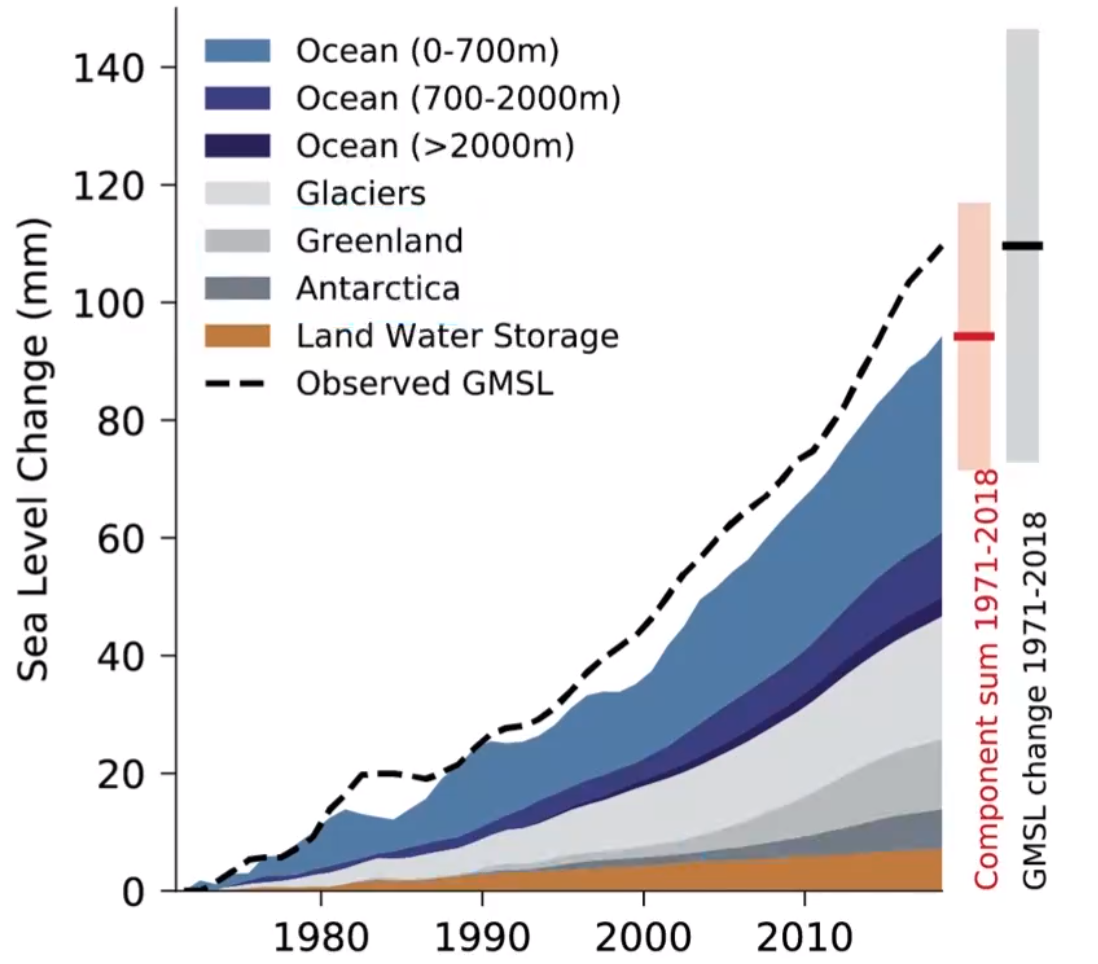 Ocean (0-700m)
Ocean (700-2000m)
Ocean (>2000m)
Glaciers
Greenland
Antarctica
Land Water Storage
Observed GMSL
Sea Level Change (mm)
140
120
100
80
60
40
20
0
1980 1990 2000 2010
Component sum 1971-2018
GMSL change 1971-2018